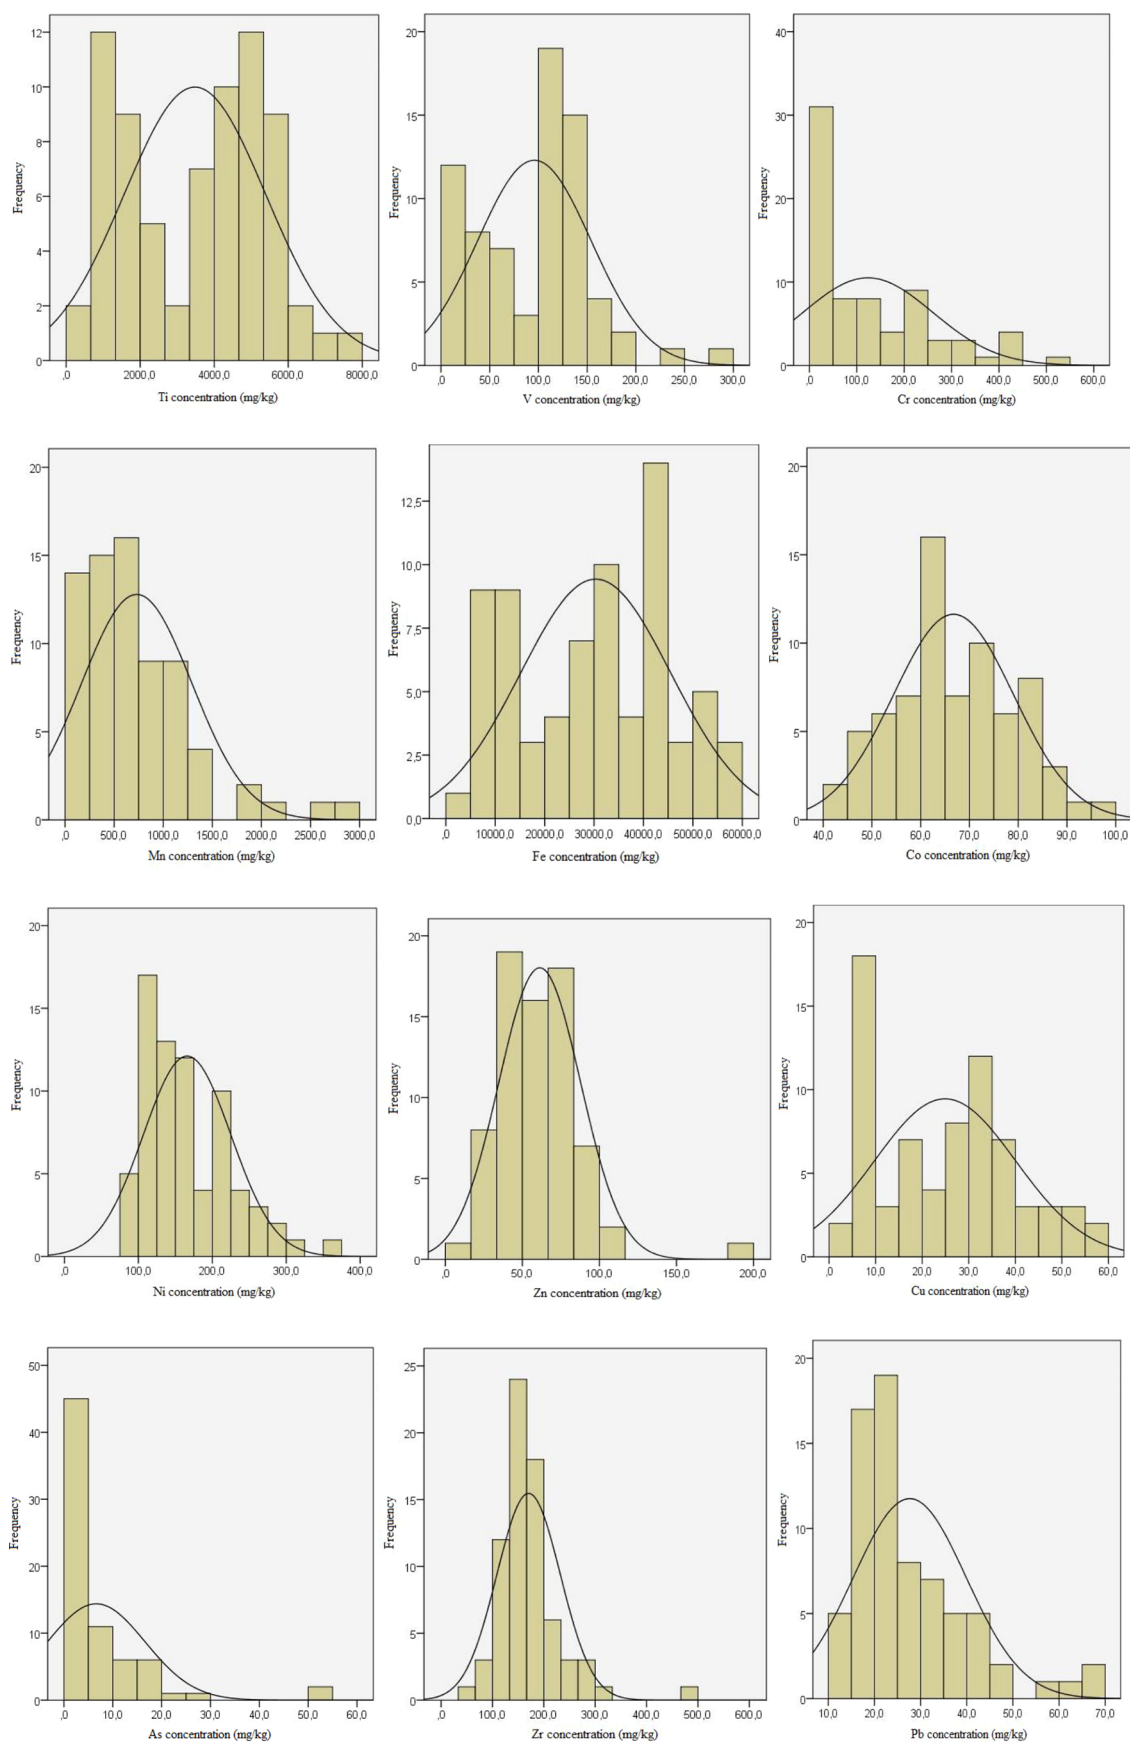 12
10
8
6
4
2
0
Frequency
,0 2000,0 4000,0 6000,0 8000,0
Ti concentration (mg/kg)
20
15
10
5
0
Frequency
,0 50,0 100,0 150,0 200,0 250,0 300,0
V concentration (mg/kg)
40
30
20
10
0
Frequency
,0 100,0 200,0 300,0 400,0 500,0 600,0
Cr concentration (mg/kg)
20
15
10
5
0
Frequency
,0 500,0 1000,0 1500,0 2000,0 2500,0 3000,0
Mn concentration (mg/kg)
12,5
10,0
7,5
5,0
2,5
0,0
Frequency
,0 10000,0 20000,0 30000,0 40000,0 50000,0 60000,0
Fe concentration (mg/kg)
20
15
10
5
0
Frequency
40,0 50,0 60,0 70,0 80,0 90,0 100,0
Co concentration (mg/kg)
20
15
10
5
0
Frequency
,0 100,0 200,0 300,0 400,0
Ni concentration (mg/kg)
20
15
10
5
0
Frequency
,0 50,0 100,0 150,0 200,0
Zn concentration (mg/kg)
20
15
10
5
0
Frequency
,0 10,0 20,0 30,0 40,0 50,0 60,0
Cu concentration (mg/kg)
50
40
30
20
10
0
Frequency
,0 10,0 20,0 30,0 40,0 50,0 60,0
As concentration (mg/kg)
25
20
15
10
5
0
Frequency
,0 100,0 200,0 300,0 400,0 500,0 600,0
Zr concentration (mg/kg)
20
15
10
5
0
Frequency
10,0 20,0 30,0 40,0 50,0 60,0 70,0
Pb concentration (mg/kg)